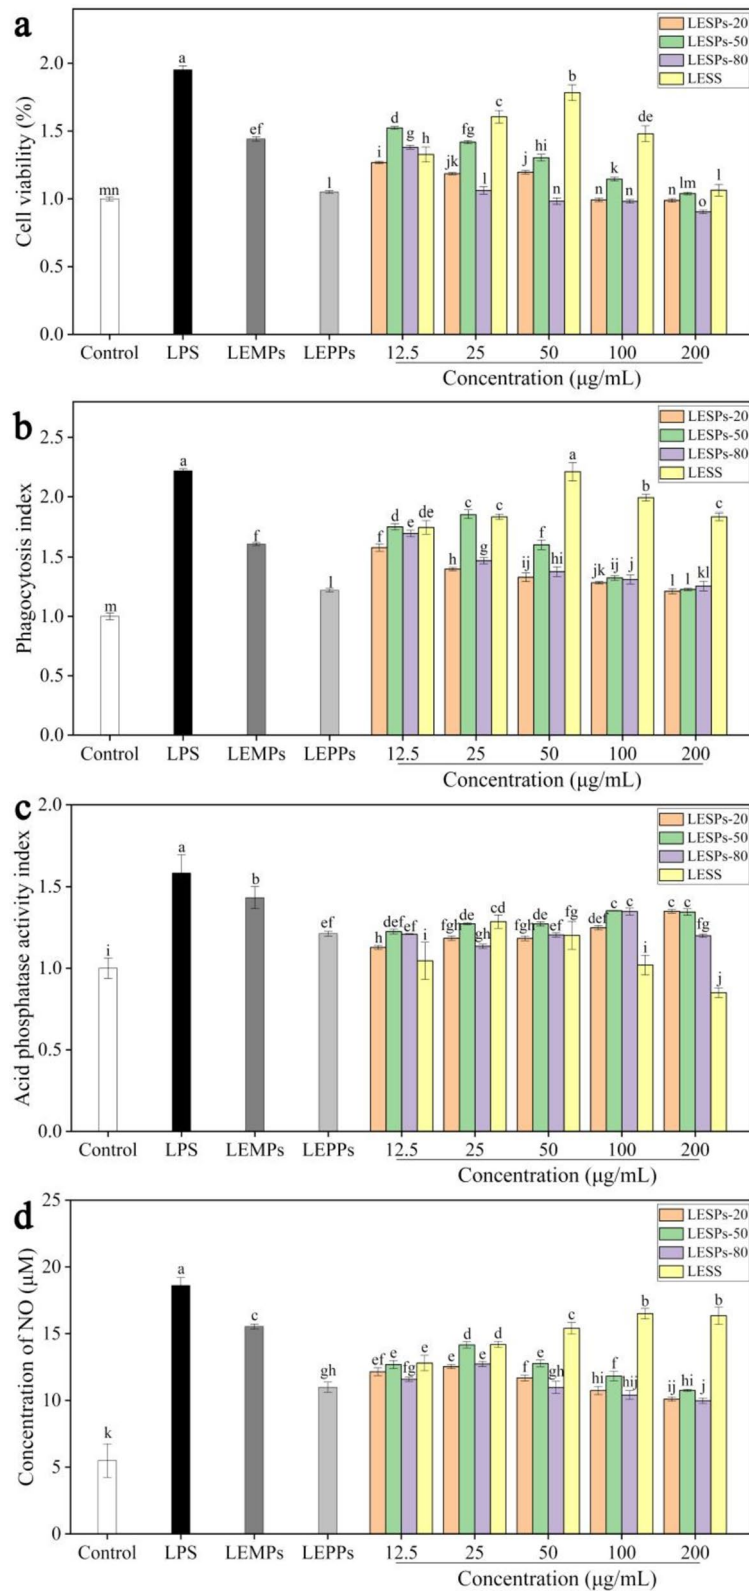 a
LESPs-20
LESPs-50
LESPs-80
LESS
Cell viability (%)
2.0
1.5
1.0
0.5
0.0
mn a ef l i d g h jk fg l c j hi n b n k n de n lm o l
Control LPS LEMPs LEPPs 12.5 25 50 100 200
Concentration (μg/mL)
b
LESPs-20
LESPs-50
LESPs-80
LESS
Phagocytosis index
2.5
2.0
1.5
1.0
0.5
0.0
m a f l f d e de h c g c ij f hi a jk ij j b l l kl c
Control LPS LEMPs LEPPs 12.5 25 50 100 200
Concentration (μg/mL)
c
LESPs-20
LESPs-50
LESPs-80
LESS
Acid phosphatase activity index
2.0
1.5
1.0
0.5
0.0
i a b ef h def ef i fgh de gh cd fgh de ef fg def c c i c c fg j
Control LPS LEMPs LEPPs 12.5 25 50 100 200
Concentration (μg/mL)
d
LESPs-20
LESPs-50
LESPs-80
LESS
Concentration of NO (μM)
25
20
15
10
5
0
k a c gh ef e fg e e d e d f e gh c hi f hij b ij hi j b
Control LPS LEMPs LEPPs 12.5 25 50 100 200
Concentration (μg/mL)